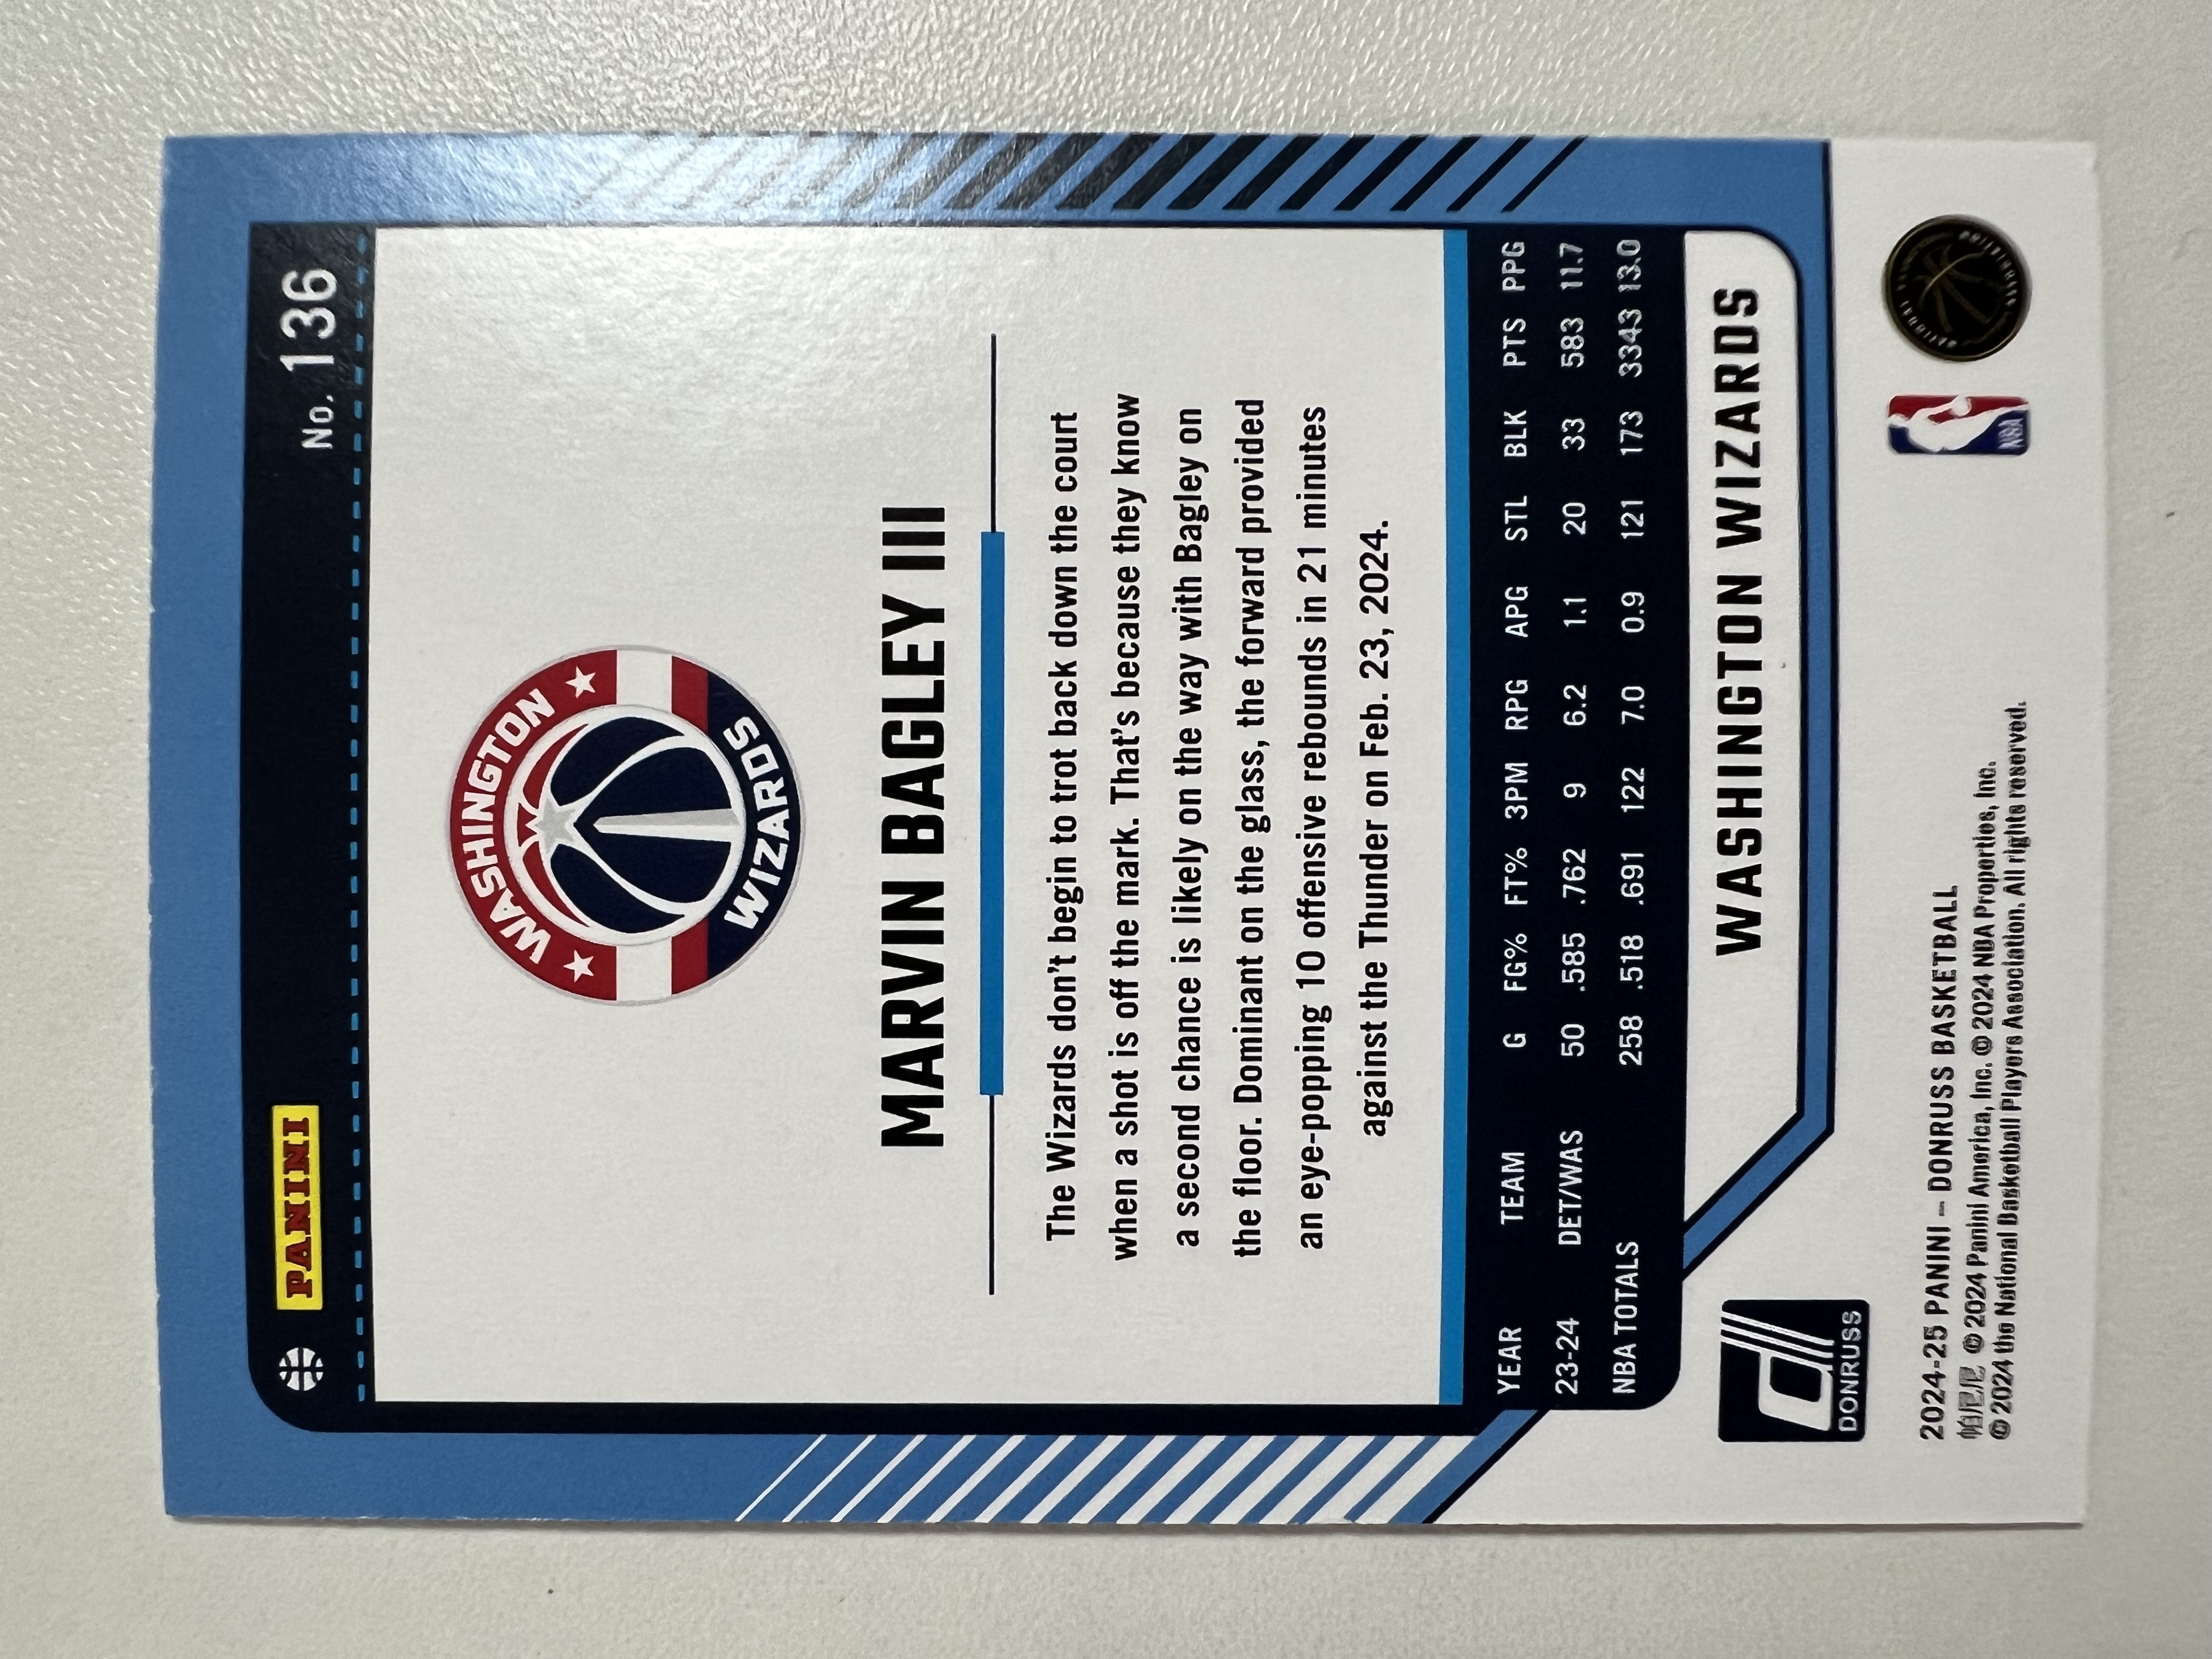 PANINI
No. 136
WASHINGTON
WIZARDS
MARVIN BAGLEY III
The Wizards don't begin to trot back down the court
when a shot is off the mark. That's because they know
a second chance is likely on the way with Bagley on
the floor. Dominant on the glass, the forward provided
an eye-popping 10 offensive rebounds in 21 minutes
against the Thunder on Feb. 23, 2024.
YEAR TEAM G FG% FT% 3PM RPG APG STL BLK PTS PPG
23-24 DET/WAS 50 .585 .762 9 6.2 1.1 20 33 583 11.7
NBA TOTALS 258 .518 .691 122 7.0 0.9 121 173 3343 13.0
WASHINGTON WIZARDS
DONRUSS
2024-25 PANINI – DONRUSS BASKETBALL
© 2024 Panini America, Inc. © 2024 NBA Properties, Inc.
© 2024 the National Basketball Players Association. All rights reserved.
NBA